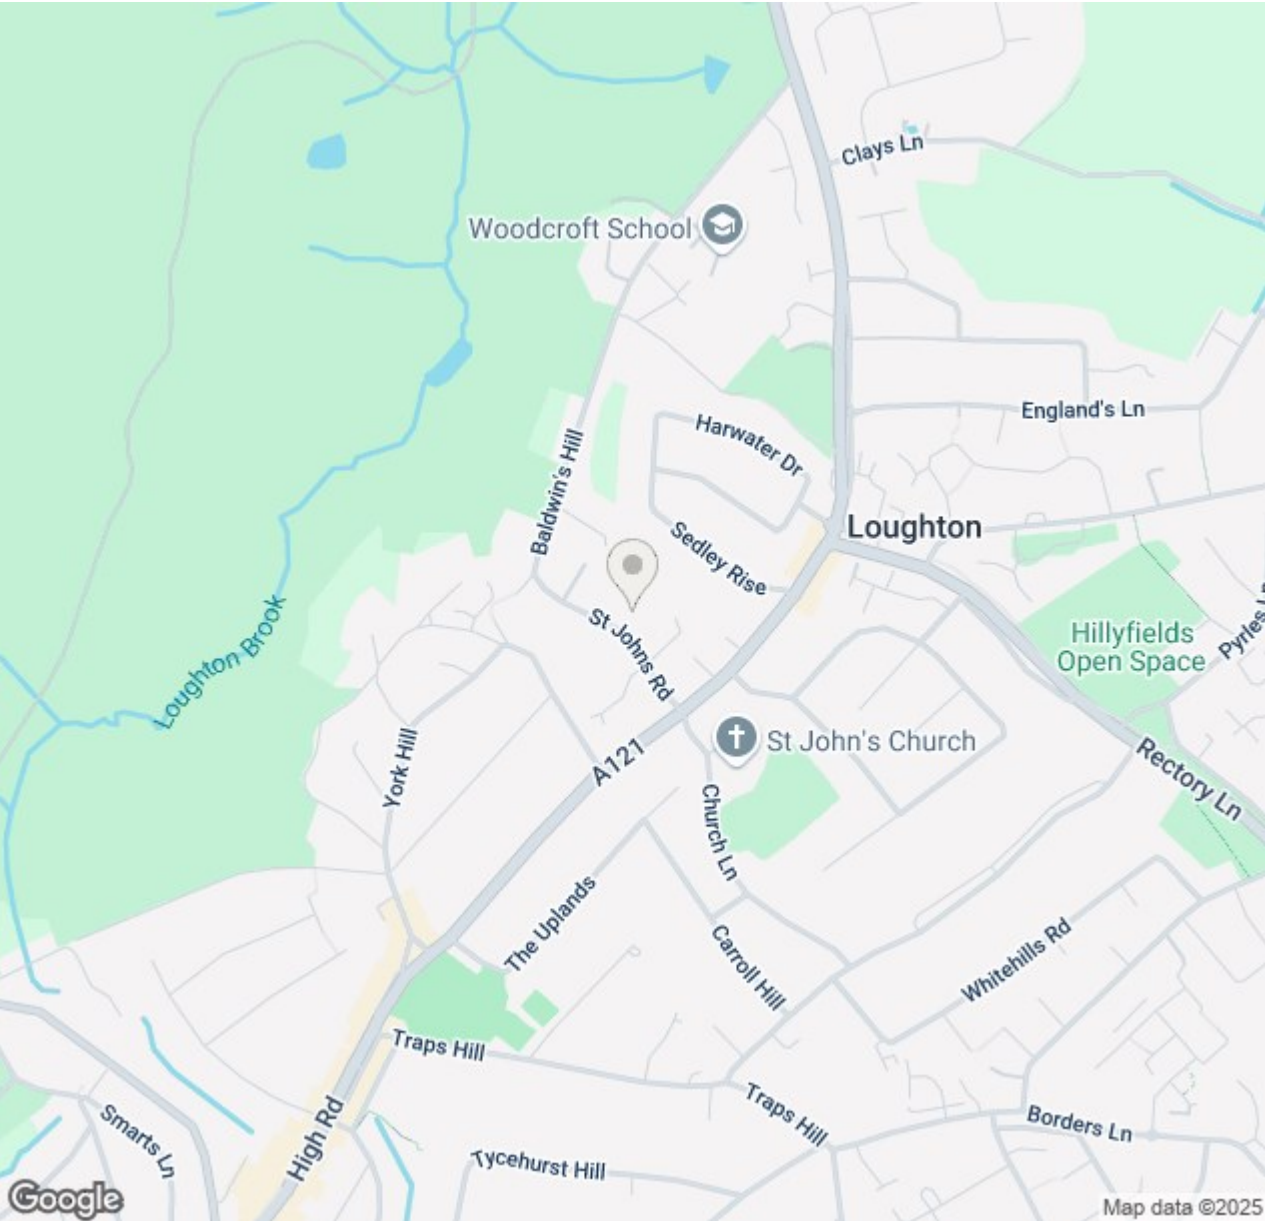 Clays Ln
Woodcroft School
England's Ln
Harwater Dr
Baldwin's Hill
Loughton
Sedley Rise
St Johns Rd
Loughton Brook
Hillyfields
Open Space
Pyrles L
York Hill
A121
St John's Church
Rectory Ln
Church Ln
The Uplands
Carroll Hill
Whitehills Rd
Traps Hill
Traps Hill
Smarts Ln
High Rd
Borders Ln
Tycehurst Hill
Google
Map data ©2025